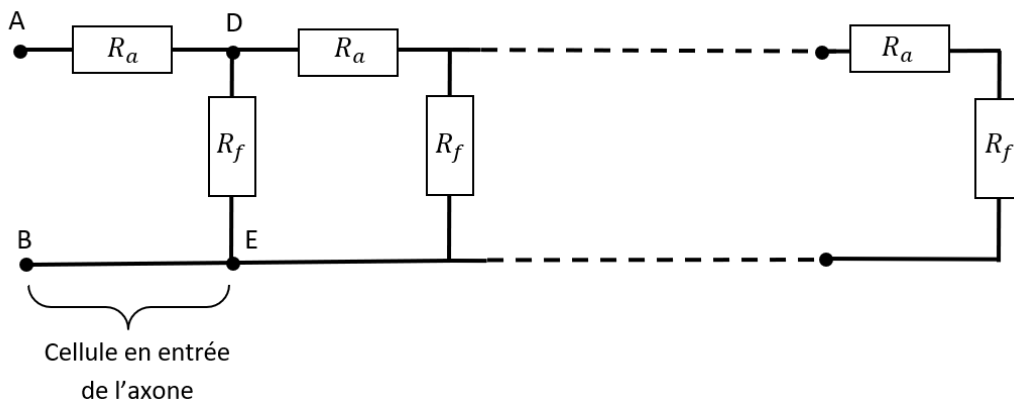 A
D
R_a
R_a
R_a
R_f
R_f
R_f
B
E
Cellule en entrée
de l'axone